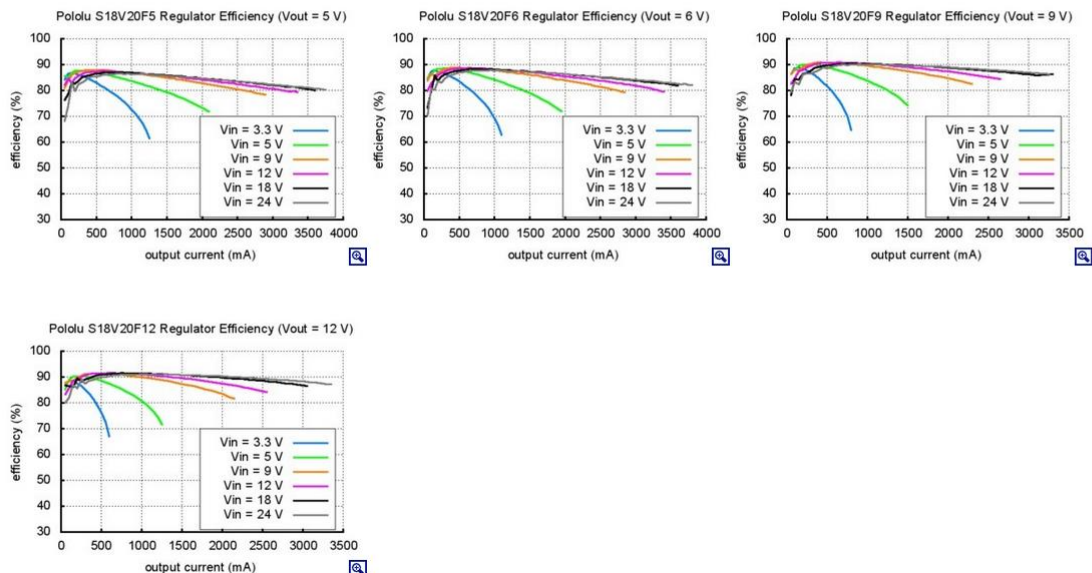 Pololu S18V20F5 Regulator Efficiency (Vout = 5 V)
100
90
80
70
60
50
40
30
efficiency (%)
Vin = 3.3 V
Vin = 5 V
Vin = 9 V
Vin = 12 V
Vin = 18 V
Vin = 24 V
0 500 1000 1500 2000 2500 3000 3500 4000
output current (mA)
Pololu S18V20F6 Regulator Efficiency (Vout = 6 V)
100
90
80
70
60
50
40
30
efficiency (%)
Vin = 3.3 V
Vin = 5 V
Vin = 9 V
Vin = 12 V
Vin = 18 V
Vin = 24 V
0 500 1000 1500 2000 2500 3000 3500 4000
output current (mA)
Pololu S18V20F9 Regulator Efficiency (Vout = 9 V)
100
90
80
70
60
50
40
30
efficiency (%)
Vin = 3.3 V
Vin = 5 V
Vin = 9 V
Vin = 12 V
Vin = 18 V
Vin = 24 V
0 500 1000 1500 2000 2500 3000 3500
output current (mA)
Pololu S18V20F12 Regulator Efficiency (Vout = 12 V)
100
90
80
70
60
50
40
30
efficiency (%)
Vin = 3.3 V
Vin = 5 V
Vin = 9 V
Vin = 12 V
Vin = 18 V
Vin = 24 V
0 500 1000 1500 2000 2500 3000 3500
output current (mA)